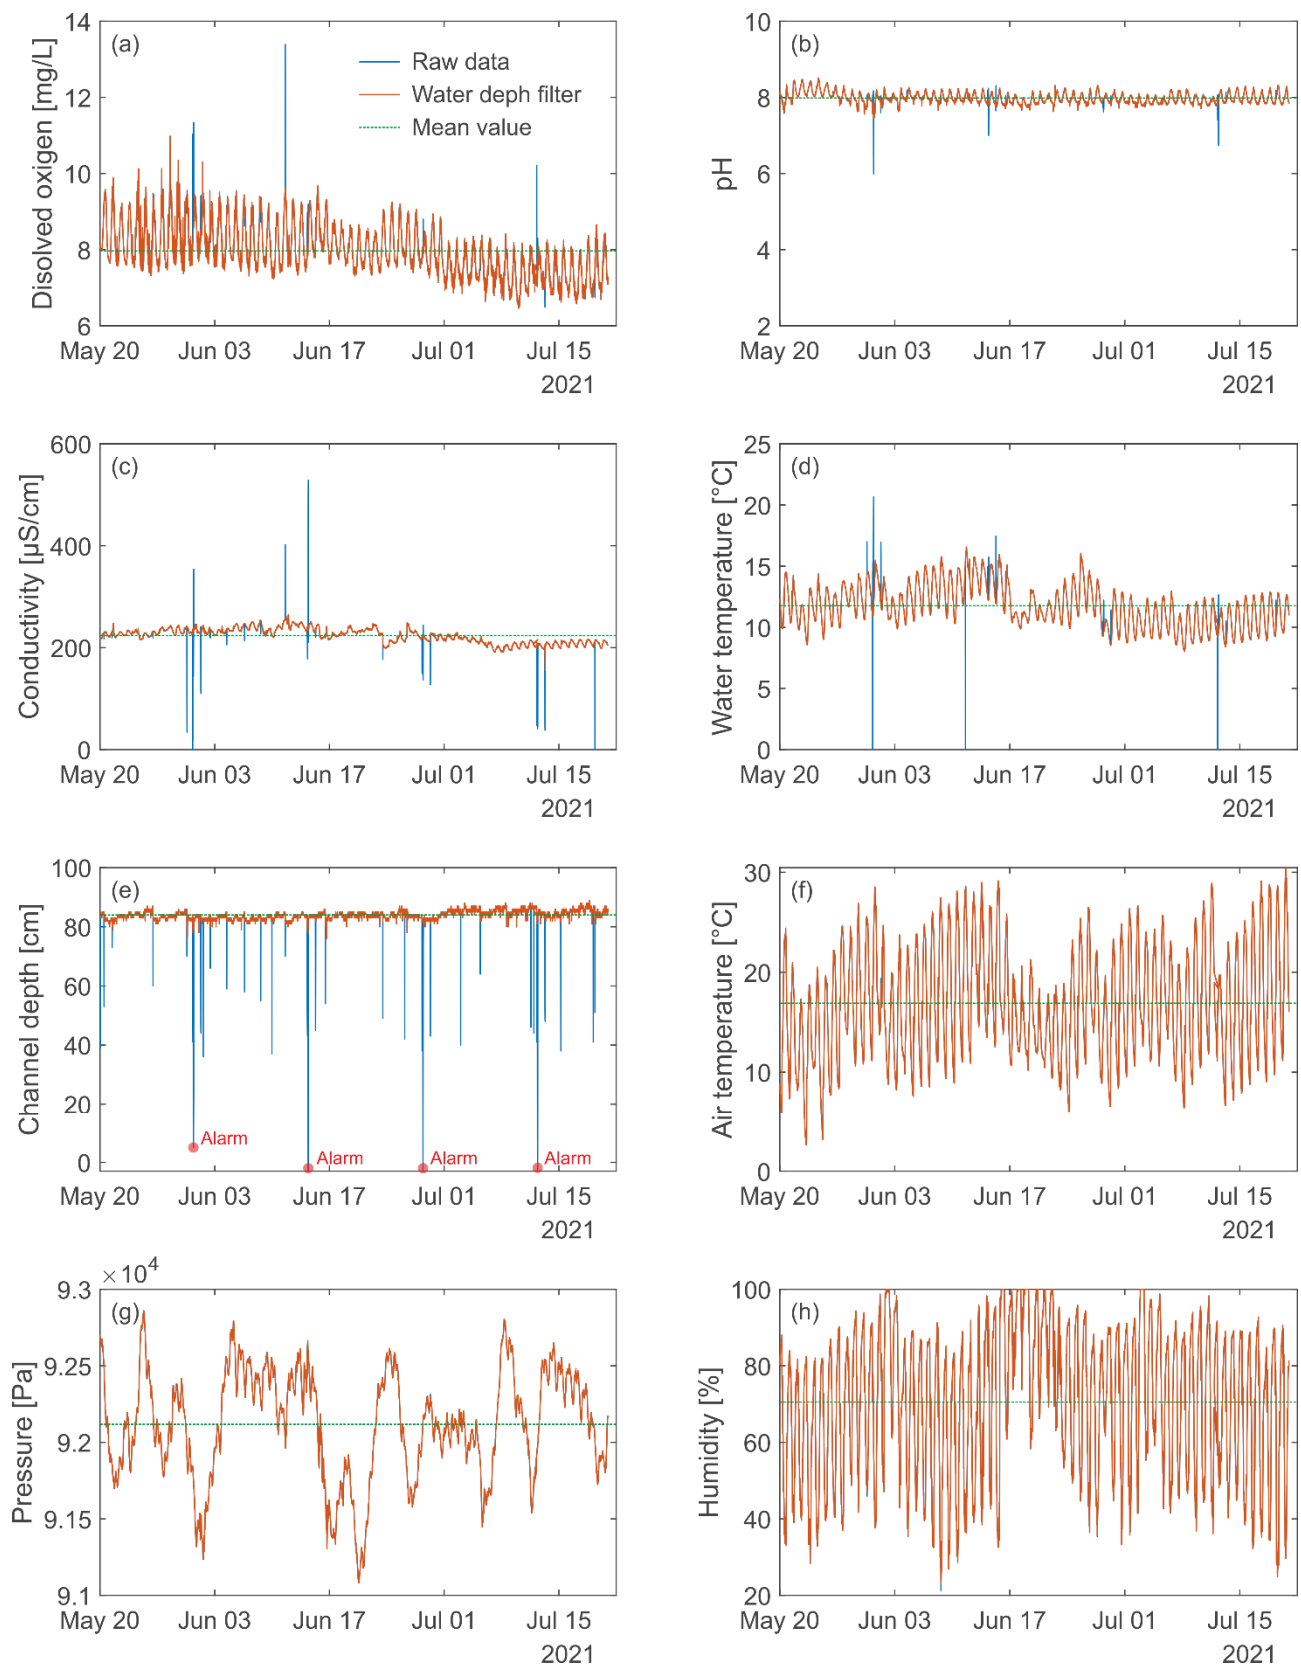 (a)
Raw data
Water deph filter
Mean value
Disolved oxigen [mg/L]
14
12
10
8
6
May 20 Jun 03 Jun 17 Jul 01 Jul 15
2021
(b)
pH
10
8
6
4
2
May 20 Jun 03 Jun 17 Jul 01 Jul 15
2021
(c)
Conductivity [µS/cm]
600
400
200
0
May 20 Jun 03 Jun 17 Jul 01 Jul 15
2021
(d)
Water temperature [°C]
25
20
15
10
5
0
May 20 Jun 03 Jun 17 Jul 01 Jul 15
2021
(e)
Channel depth [cm]
100
80
60
40
20
0
Alarm
Alarm
Alarm
Alarm
May 20 Jun 03 Jun 17 Jul 01 Jul 15
2021
(f)
Air temperature [°C]
30
20
10
0
May 20 Jun 03 Jun 17 Jul 01 Jul 15
2021
× 10⁴
(g)
Pressure [Pa]
9.3
9.25
9.2
9.15
9.1
May 20 Jun 03 Jun 17 Jul 01 Jul 15
2021
(h)
Humidity [%]
100
80
60
40
20
May 20 Jun 03 Jun 17 Jul 01 Jul 15
2021